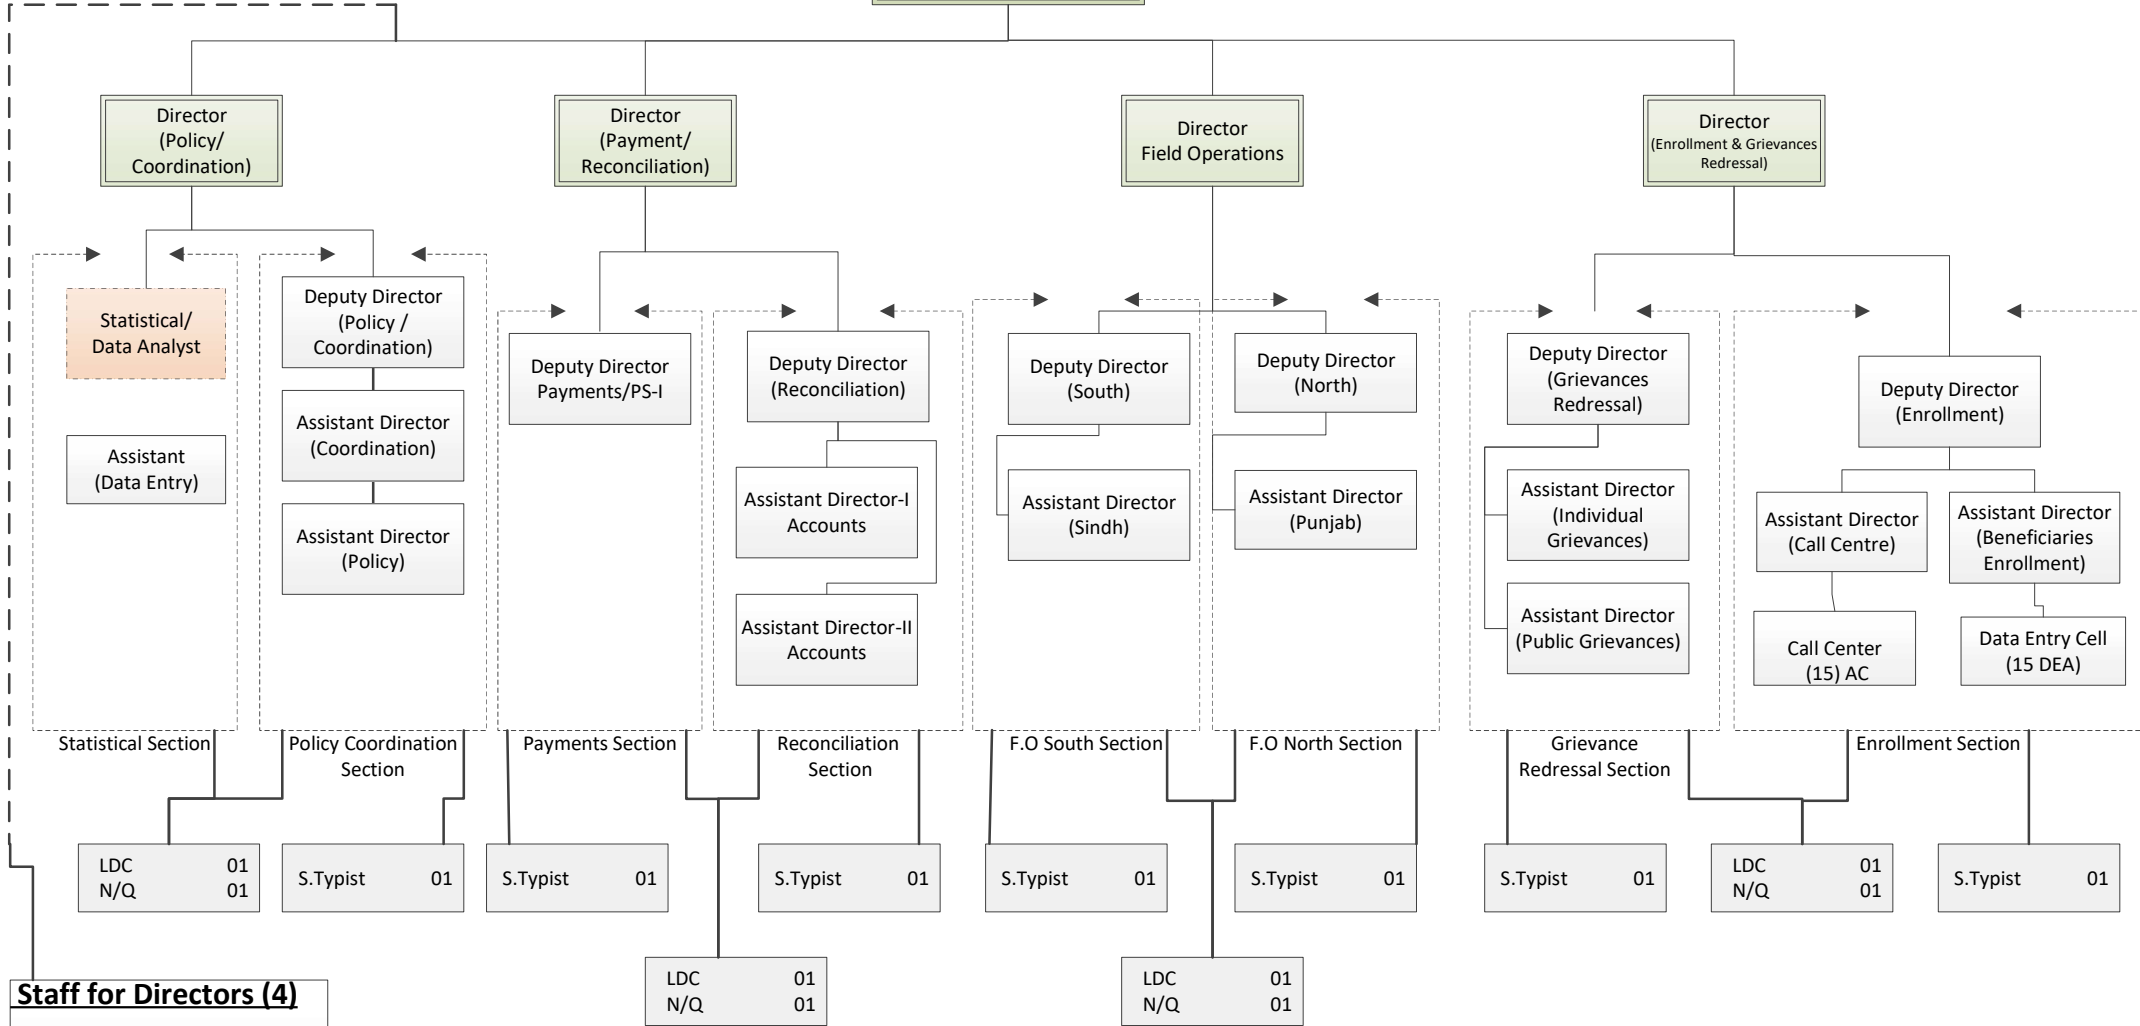 Director
(Policy/
Coordination)
Director
(Payment/
Reconciliation)
Director
Field Operations
Director
(Enrollment & Grievances
Redressal)
Statistical/
Data Analyst
Assistant
(Data Entry)
Deputy Director
(Policy /
Coordination)
Assistant Director
(Coordination)
Assistant Director
(Policy)
Deputy Director
Payments/PS-I
Deputy Director
(Reconciliation)
Assistant Director-I
Accounts
Assistant Director-II
Accounts
Deputy Director
(South)
Assistant Director
(Sindh)
Deputy Director
(North)
Assistant Director
(Punjab)
Deputy Director
(Grievances
Redressal)
Assistant Director
(Individual
Grievances)
Assistant Director
(Public Grievances)
Deputy Director
(Enrollment)
Assistant Director
(Call Centre)
Call Center
(15) AC
Assistant Director
(Beneficiaries
Enrollment)
Data Entry Cell
(15 DEA)
Statistical Section
Policy Coordination
Section
Payments Section
Reconciliation
Section
F.O South Section
F.O North Section
Grievance
Redressal Section
Enrollment Section
LDC 01
N/Q 01
S.Typist 01
S.Typist 01
S.Typist 01
S.Typist 01
S.Typist 01
S.Typist 01
LDC 01
N/Q 01
S.Typist 01
LDC 01
N/Q 01
LDC 01
N/Q 01
Staff for Directors (4)